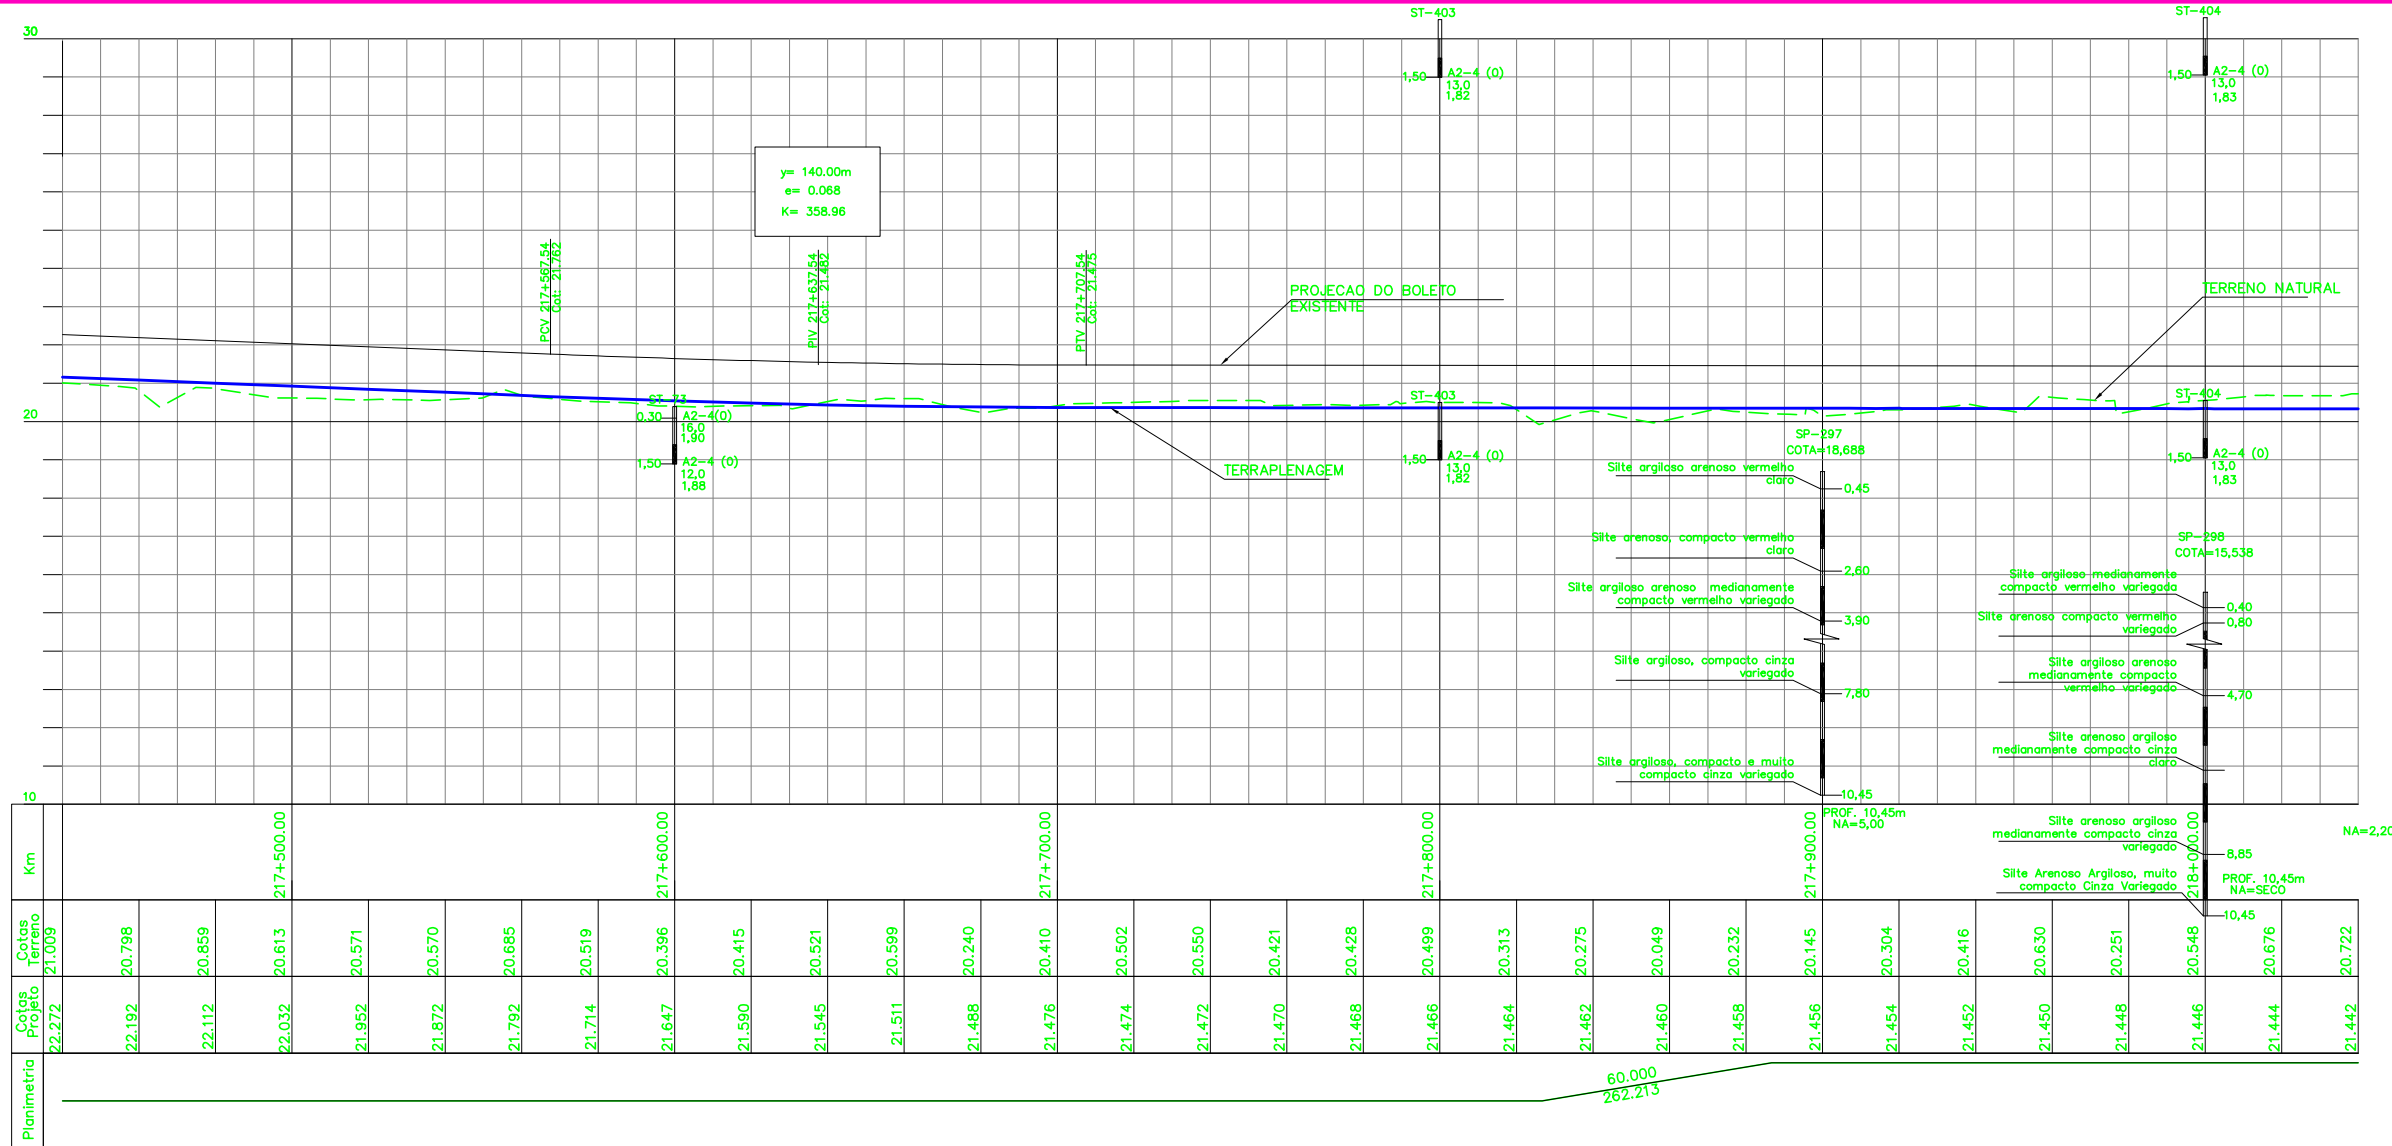 ST-403
ST-404
30
1,50
A2-4 (0)
13,0
1,82
1,50
A2-4 (0)
13,0
1,83
y= 140.00m
e= 0.068
K= 358.96
PCV 217+567.54
Cot: 21.762
PIV 217+637.54
Cot: 21.482
PTV 217+707.54
Cot: 21.475
PROJECAO DO BOLETO
EXISTENTE
TERRENO NATURAL
20
0.30
A2-4(0)
16,0
1,90
1,50
A2-4 (0)
12,0
1,88
TERRAPLENAGEM
ST-403
1,50
A2-4 (0)
13,0
1,82
ST-404
1,50
A2-4 (0)
13,0
1,83
SP-297
COTA=18,688
Silte argiloso arenoso vermelho
claro
0,45
Silte arenoso, compacto vermelho
claro
2,60
Silte argiloso arenoso medianamente
compacto vermelho variegado
3,90
Silte argiloso, compacto cinza
variegado
7,80
Silte argiloso, compacto e muito
compacto cinza variegado
10,45
PROF. 10,45m
NA=5,00
SP-298
COTA=15,538
Silte argiloso medianamente
compacto vermelho variegada
0,40
Silte arenoso compacto vermelho
variegado
0,80
Silte argiloso arenoso
medianamente compacto
vermelho variegado
4,70
Silte arenoso argiloso
medianamente compacto cinza
claro
Silte arenoso argiloso
medianamente compacto cinza
variegado
8,85
Silte Arenoso Argiloso, muito
compacto Cinza Variegado
10,45
PROF. 10,45m
NA=SECO
NA=2,20
10
Km
217+500.00
217+600.00
217+700.00
217+800.00
217+900.00
218+000.00
Cotas
Terreno
21.009
20.798
20.859
20.613
20.571
20.570
20.685
20.519
20.396
20.415
20.521
20.599
20.240
20.410
20.502
20.550
20.421
20.428
20.499
20.313
20.275
20.049
20.232
20.145
20.304
20.416
20.630
20.251
20.548
20.676
20.722
Cotas
Projeto
22.272
22.192
22.112
22.032
21.952
21.872
21.792
21.714
21.647
21.590
21.545
21.511
21.488
21.476
21.474
21.472
21.470
21.468
21.466
21.464
21.462
21.460
21.458
21.456
21.454
21.452
21.450
21.448
21.446
21.444
21.442
Planimetria
60.000
262.213